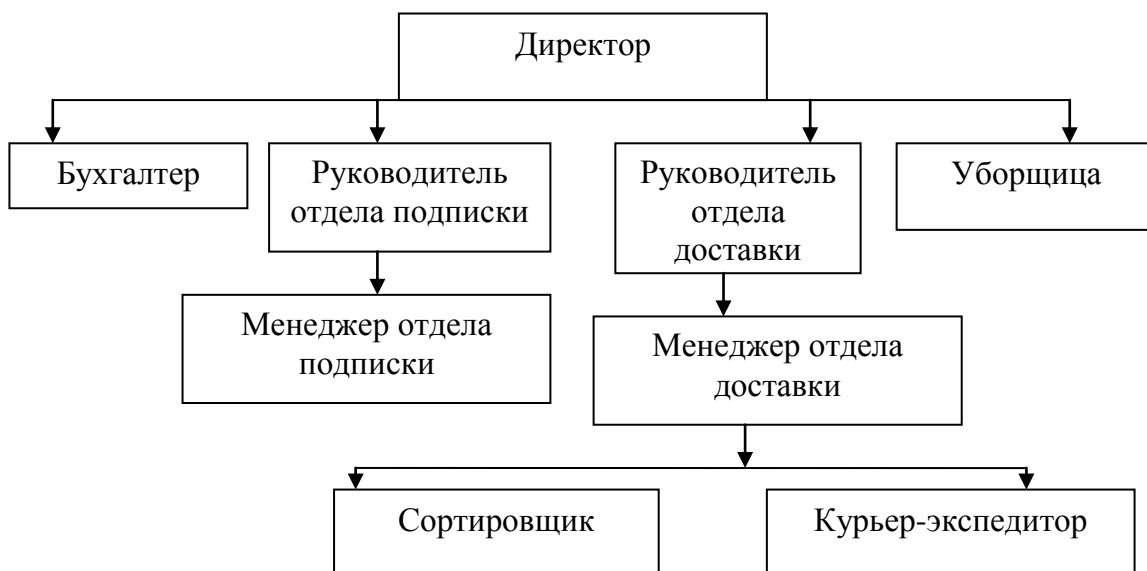 Директор
Бухгалтер
Руководитель
отдела подписки
Руководитель
отдела
доставки
Уборщица
Менеджер отдела
подписки
Менеджер отдела
доставки
Сортировщик
Курьер-экспедитор